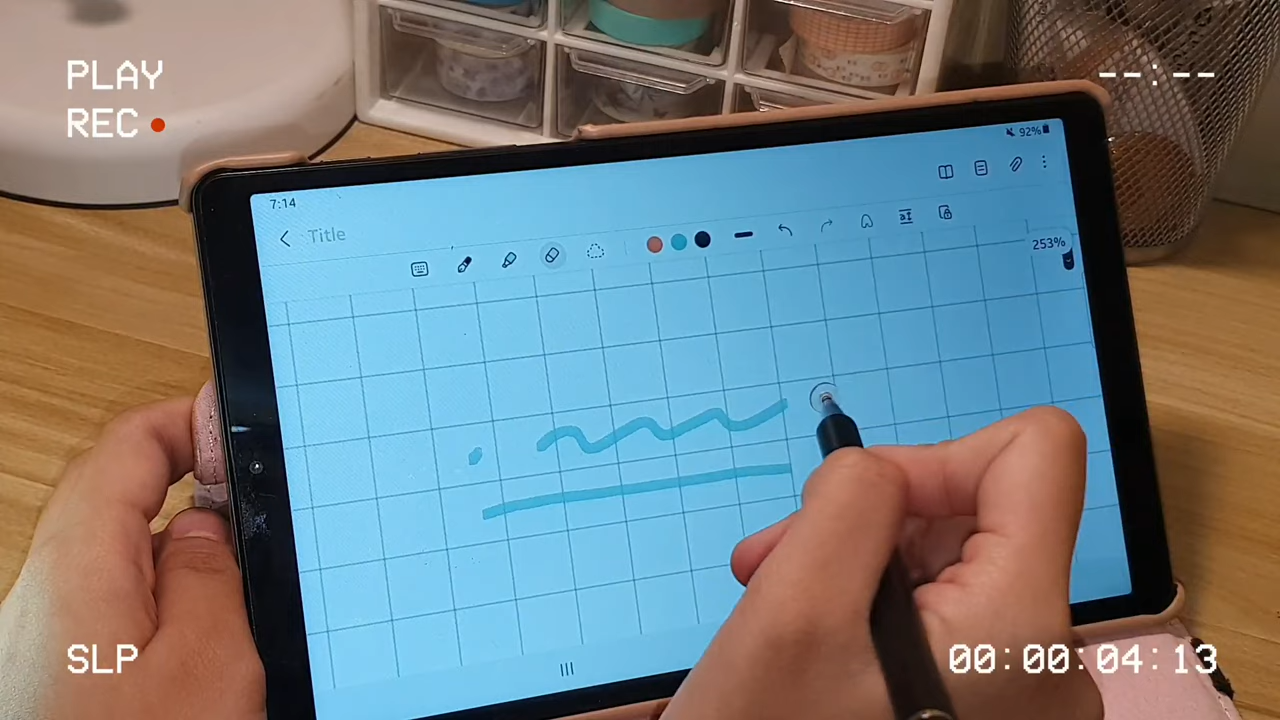 PLAY
--:--
REC
92%
7:14
Title
253%
SLP
00:00:04:13